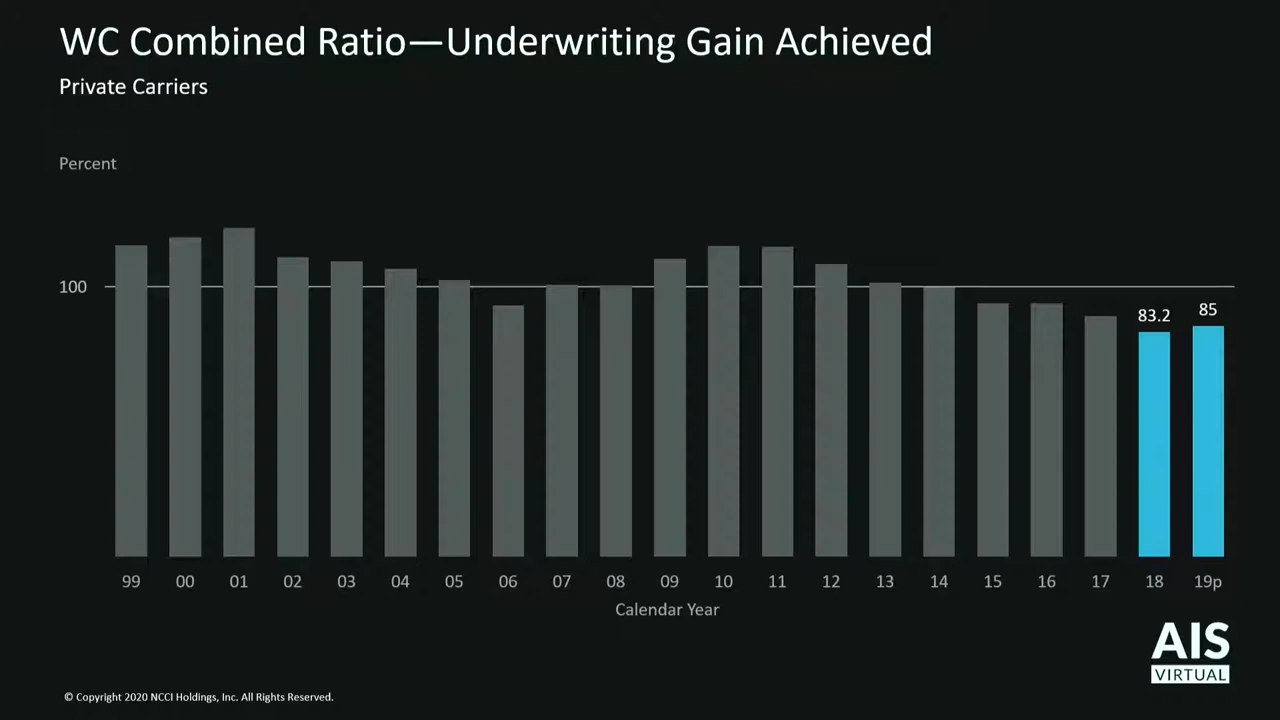 WC Combined Ratio—Underwriting Gain Achieved
Private Carriers
Percent
100
83.2
85
99 00 01 02 03 04 05 06 07 08 09 10 11 12 13 14 15 16 17 18 19p
Calendar Year
AIS
VIRTUAL
© Copyright 2020 NCCI Holdings, Inc. All Rights Reserved.